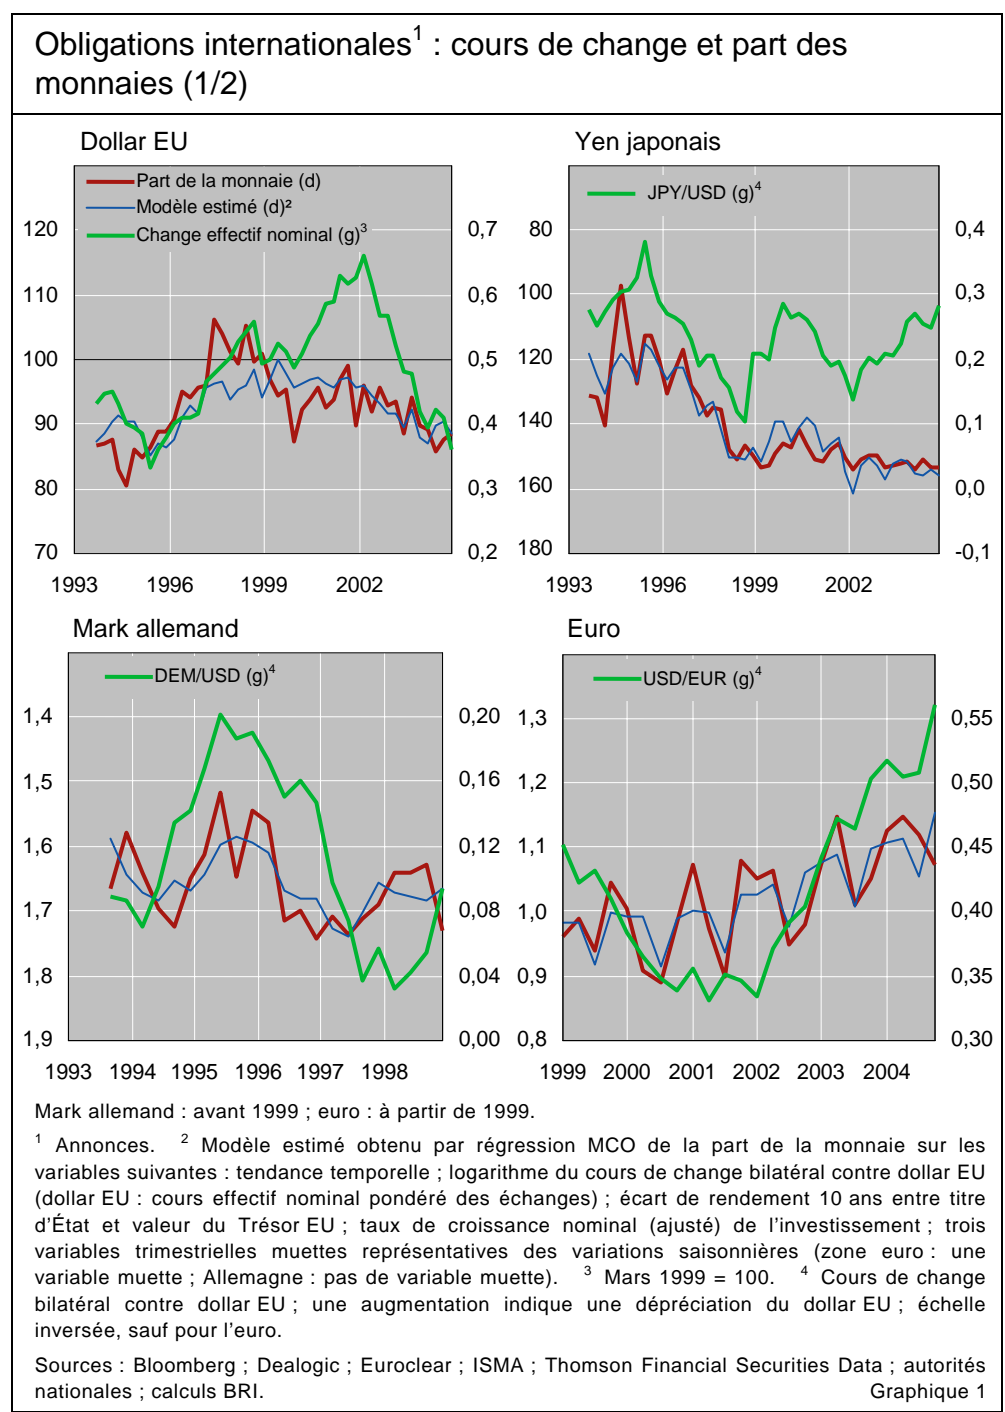 Obligations internationales1 : cours de change et part des
monnaies (1/2)
Dollar EU
Part de la monnaie (d)
Modèle estimé (d)²
Change effectif nominal (g)3
120
110
100
90
80
70
0,7
0,6
0,5
0,4
0,3
0,2
1993 1996 1999 2002
Yen japonais
JPY/USD (g)4
80
100
120
140
160
180
0,4
0,3
0,2
0,1
0,0
-0,1
1993 1996 1999 2002
Mark allemand
DEM/USD (g)4
1,4
1,5
1,6
1,7
1,8
1,9
0,20
0,16
0,12
0,08
0,04
0,00
1993 1994 1995 1996 1997 1998
Euro
USD/EUR (g)4
1,3
1,2
1,1
1,0
0,9
0,8
0,55
0,50
0,45
0,40
0,35
0,30
1999 2000 2001 2002 2003 2004
Mark allemand : avant 1999 ; euro : à partir de 1999.
1 Annonces. 2 Modèle estimé obtenu par régression MCO de la part de la monnaie sur les
variables suivantes : tendance temporelle ; logarithme du cours de change bilatéral contre dollar EU
(dollar EU : cours effectif nominal pondéré des échanges) ; écart de rendement 10 ans entre titre
d'État et valeur du Trésor EU ; taux de croissance nominal (ajusté) de l'investissement ; trois
variables trimestrielles muettes représentatives des variations saisonnières (zone euro : une
variable muette ; Allemagne : pas de variable muette). 3 Mars 1999 = 100. 4 Cours de change
bilatéral contre dollar EU ; une augmentation indique une dépréciation du dollar EU ; échelle
inversée, sauf pour l'euro.
Sources : Bloomberg ; Dealogic ; Euroclear ; ISMA ; Thomson Financial Securities Data ; autorités
nationales ; calculs BRI. Graphique 1